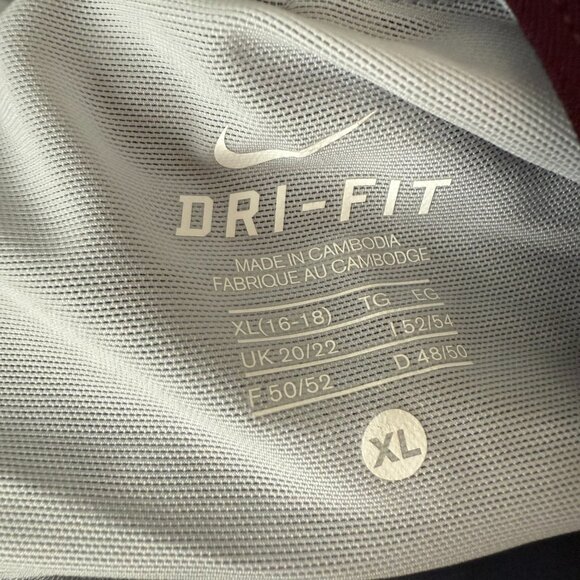 DRI-FIT
MADE IN CAMBODIA
FABRIQUE AU CAMBODGE
XL(16-18) TG EG
UK 20/22 I 52/54
F 50/52 D 48/50
XL